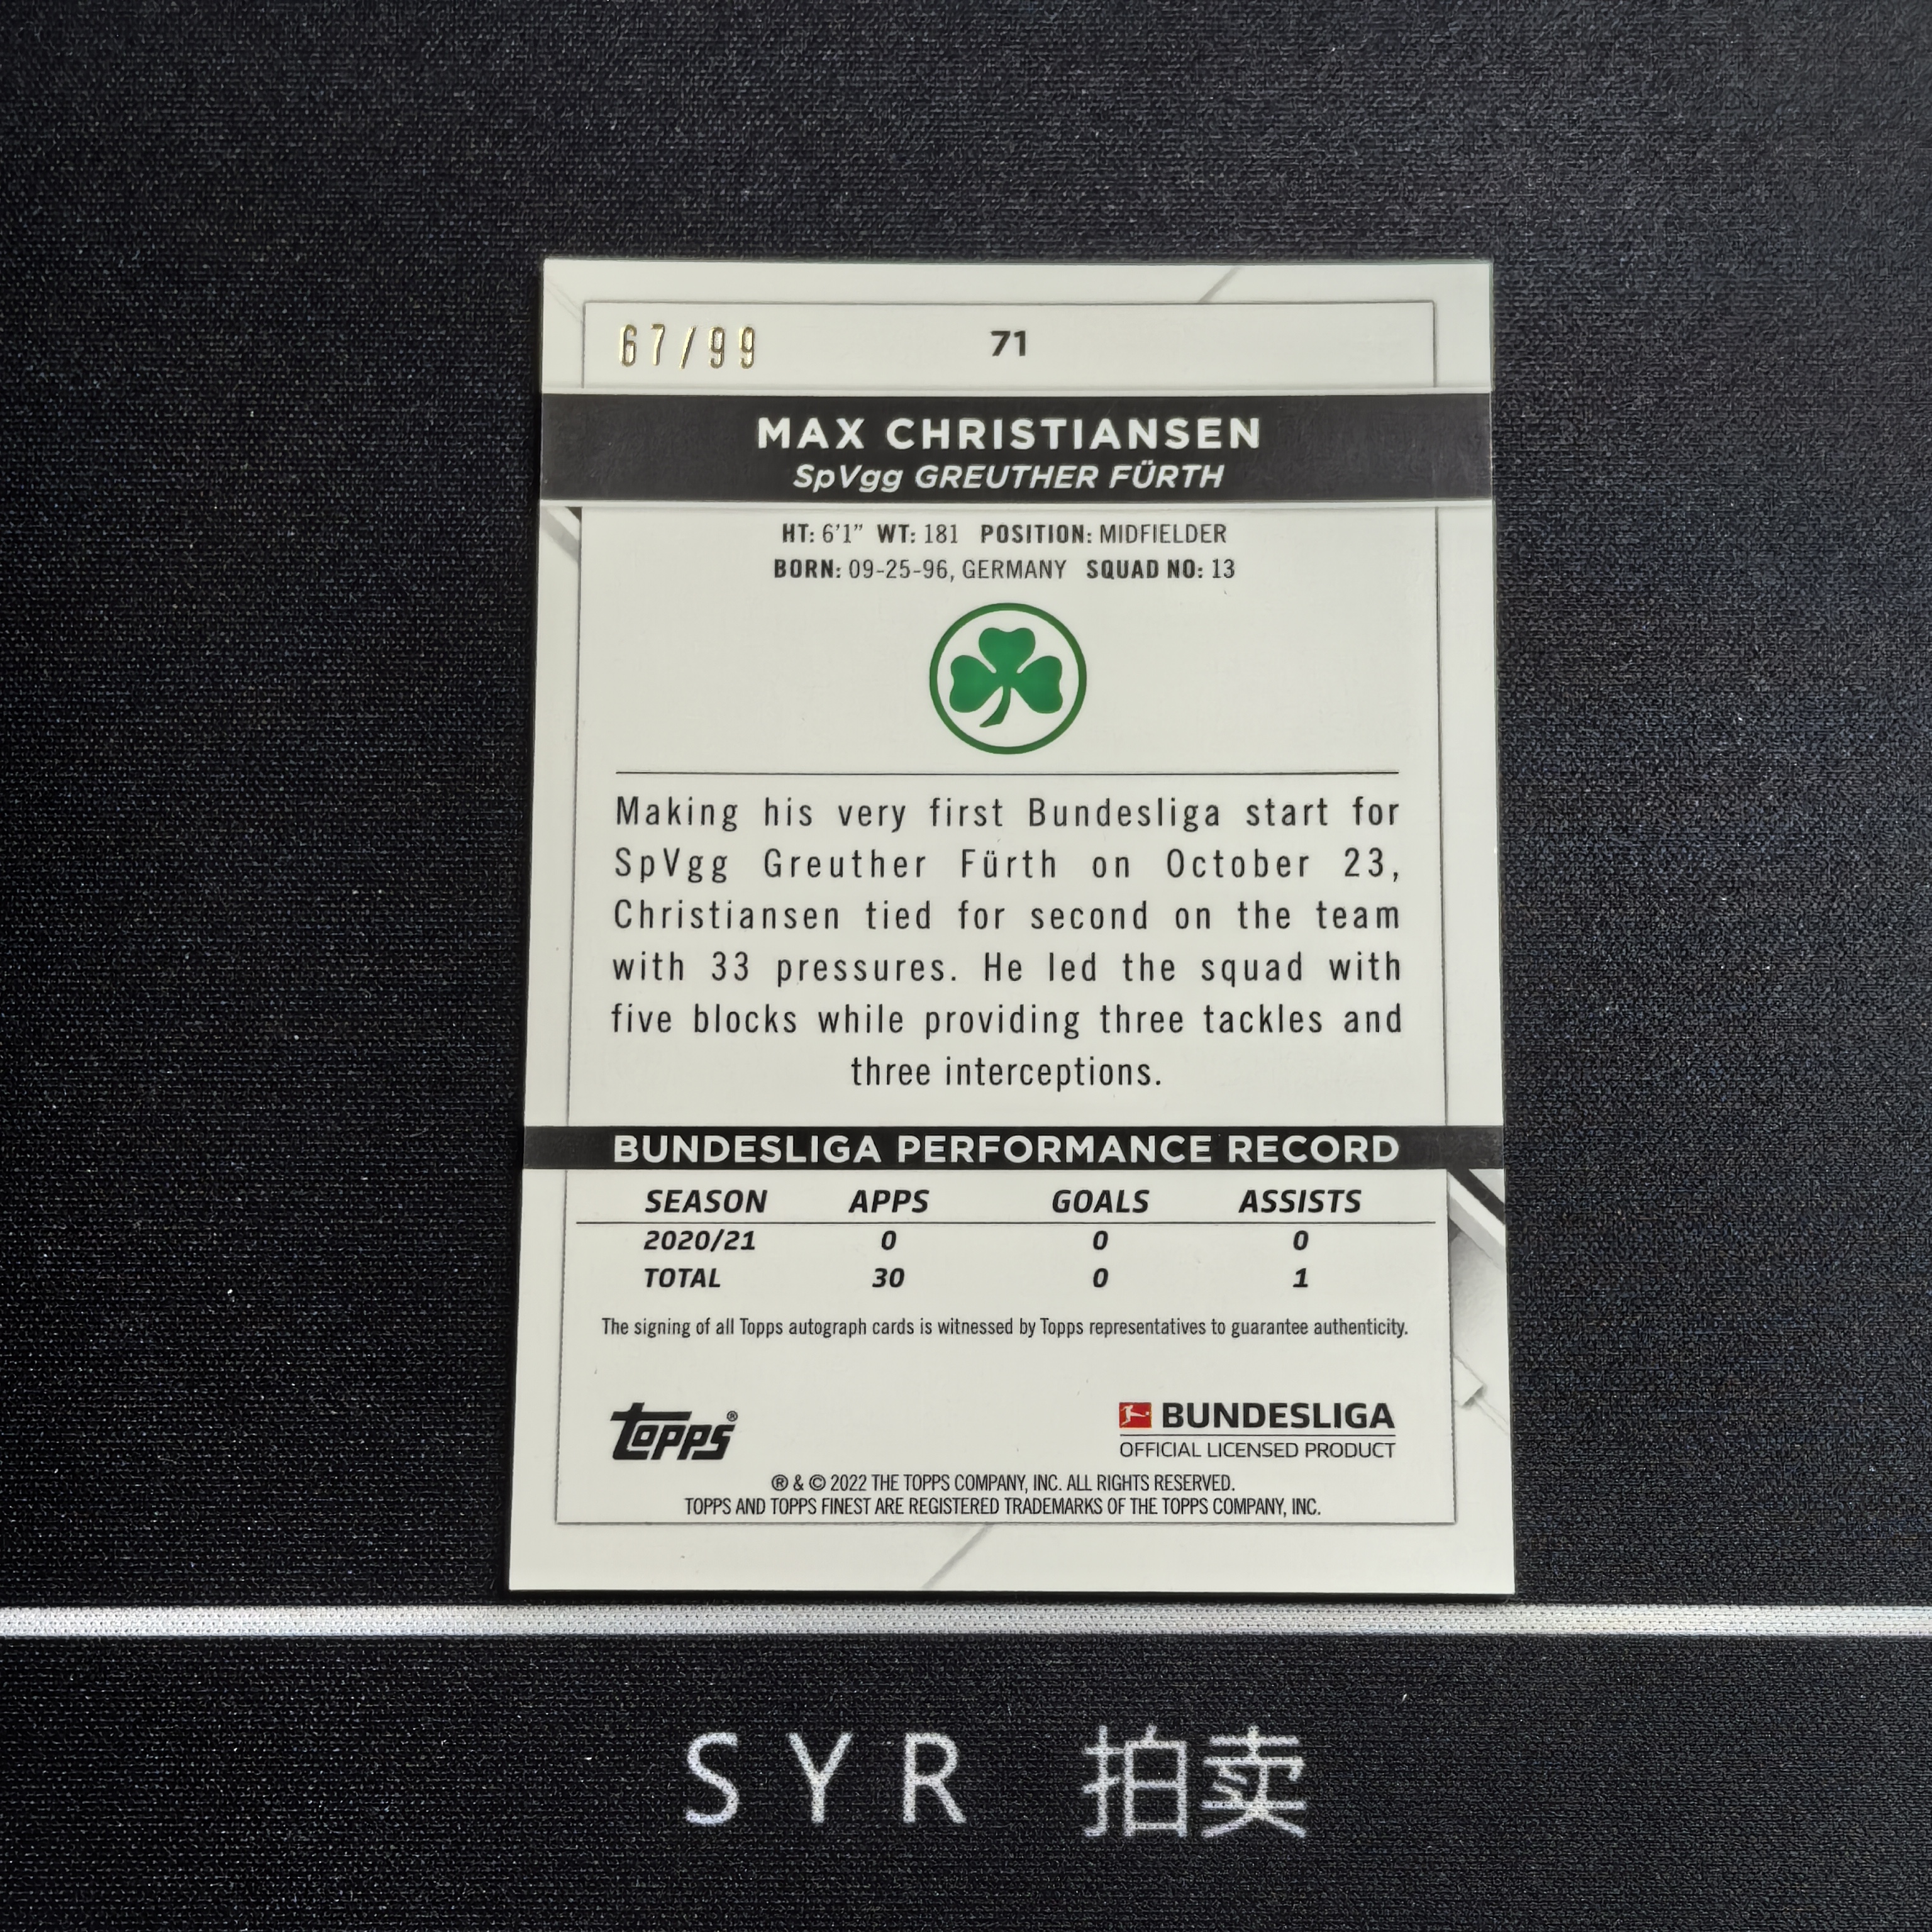 67/99 71
MAX CHRISTIANSEN
SpVgg GREUTHER FÜRTH
HT: 6'1" WT: 181 POSITION: MIDFIELDER
BORN: 09-25-96, GERMANY SQUAD NO: 13
Making his very first Bundesliga start for
SpVgg Greuther Fürth on October 23,
Christiansen tied for second on the team
with 33 pressures. He led the squad with
five blocks while providing three tackles and
three interceptions.
BUNDESLIGA PERFORMANCE RECORD
SEASON APPS GOALS ASSISTS
2020/21 0 0 0
TOTAL 30 0 1
The signing of all Topps autograph cards is witnessed by Topps representatives to guarantee authenticity.
topps® BUNDESLIGA
OFFICIAL LICENSED PRODUCT
® & © 2022 THE TOPPS COMPANY, INC. ALL RIGHTS RESERVED.
TOPPS AND TOPPS FINEST ARE REGISTERED TRADEMARKS OF THE TOPPS COMPANY, INC.
SYR 拍卖